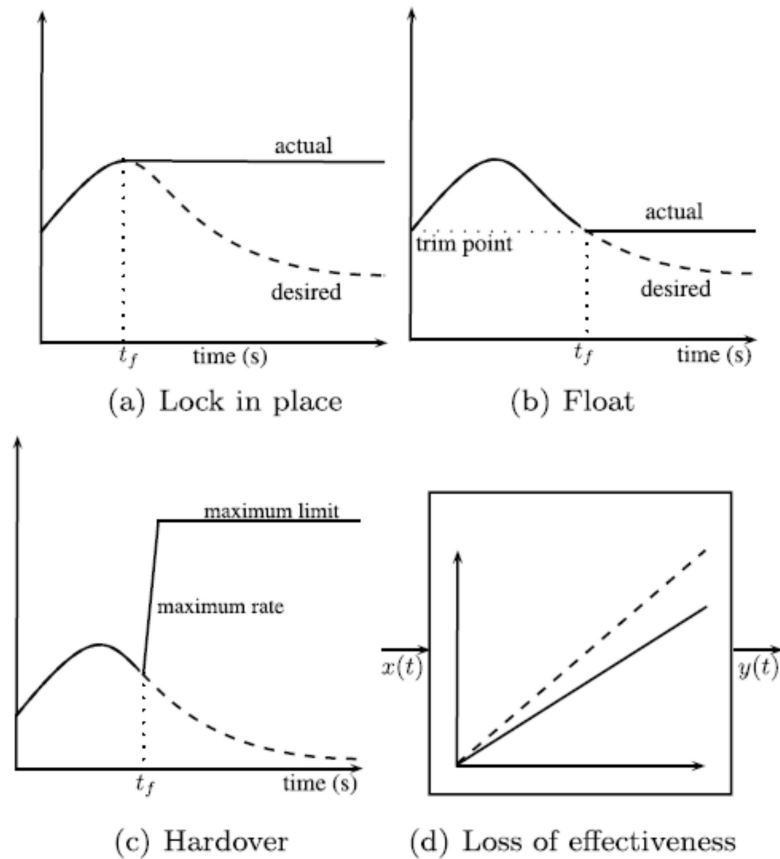 actual
desired
t_f
time (s)
(a) Lock in place
actual
trim point
desired
t_f
time (s)
(b) Float
maximum limit
maximum rate
t_f
time (s)
(c) Hardover
x(t)
y(t)
(d) Loss of effectiveness